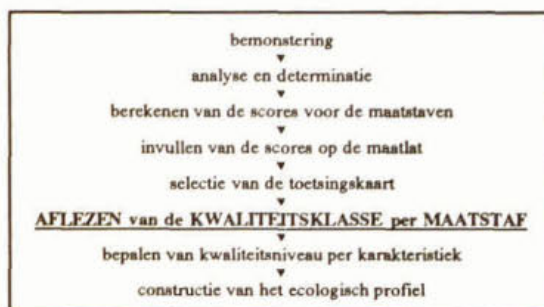 bemonstering
analyse en determinatie
berekenen van de scores voor de maatstaven
invullen van de scores op de maatlat
selectie van de toetsingskaart
AFLEZEN van de KWALITEITSKLASSE per MAATSTAF
bepalen van kwaliteitsniveau per karakteristiek
constructie van het ecologisch profiel